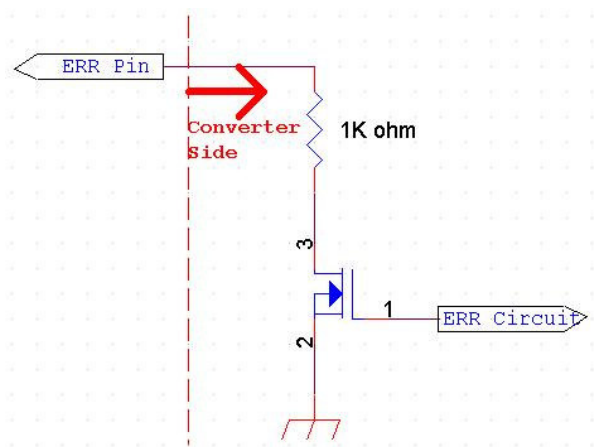 ERR Pin
Converter
Side
1K ohm
3
1
ERR Circuit
2